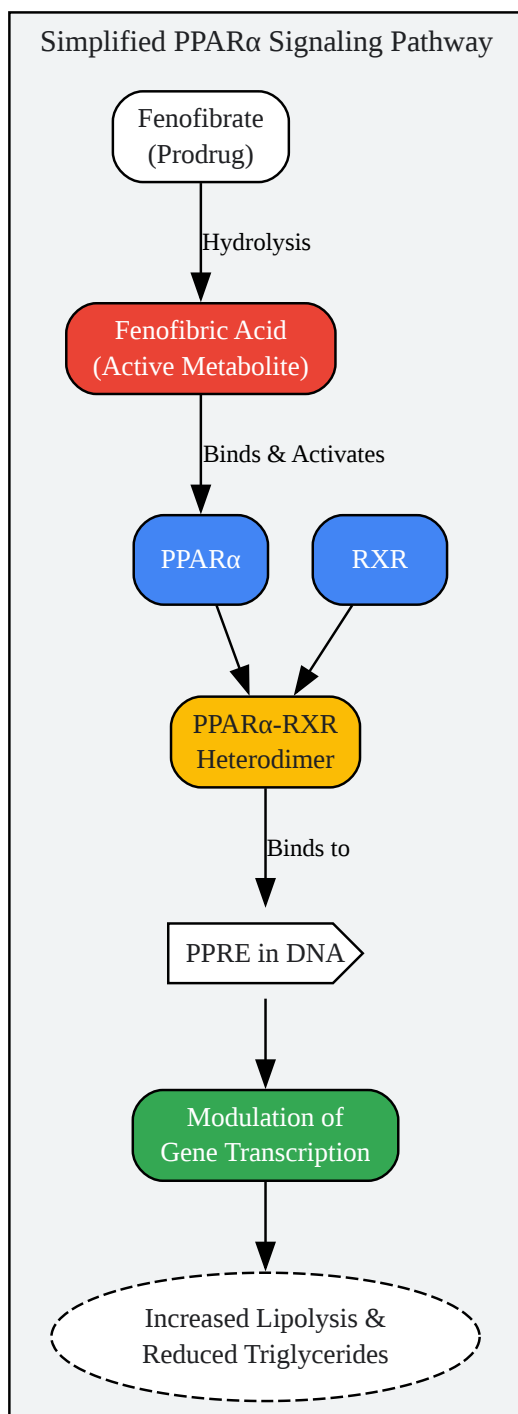 Simplified PPARα Signaling Pathway
Fenofibrate
(Prodrug)
Hydrolysis
Fenofibric Acid
(Active Metabolite)
Binds & Activates
PPARα
RXR
PPARα-RXR
Heterodimer
Binds to
PPRE in DNA
Modulation of
Gene Transcription
Increased Lipolysis &
Reduced Triglycerides